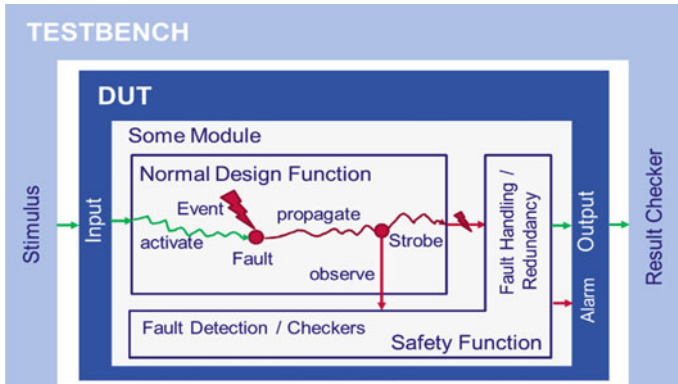 TESTBENCH
DUT
Some Module
Normal Design Function
Event
propagate
activate
Fault
Strobe
observe
Fault Detection / Checkers
Safety Function
Stimulus
Input
Fault Handling /
Redundancy
Output
Alarm
Result Checker